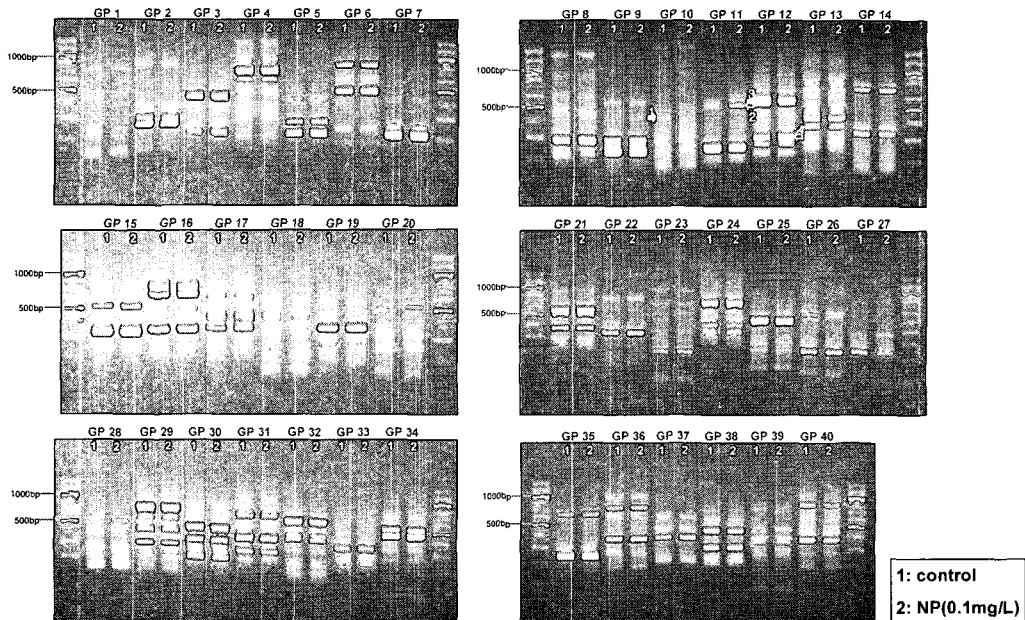 GP 1 GP 2 GP 3 GP 4 GP 5 GP 6 GP 7
1 2 1 2 1 2 1 2 1 2 1 2 1 2
1000bp
500bp
GP 8 GP 9 GP 10 GP 11 GP 12 GP 13 GP 14
1 2 1 2 1 2 1 2 1 2 1 2 1 2
1000bp
500bp
GP 15 GP 16 GP 17 GP 18 GP 19 GP 20
1 2 1 2 1 2 1 2 1 2 1 2
1000bp
500bp
GP 21 GP 22 GP 23 GP 24 GP 25 GP 26 GP 27
1 2 1 2 1 2 1 2 1 2 1 2 1 2
1000bp
500bp
GP 28 GP 29 GP 30 GP 31 GP 32 GP 33 GP 34
1 2 1 2 1 2 1 2 1 2 1 2 1 2
1000bp
500bp
GP 35 GP 36 GP 37 GP 38 GP 39 GP 40
1 2 1 2 1 2 1 2 1 2 1 2
1000bp
500bp
1: control
2: NP(0.1mg/L)